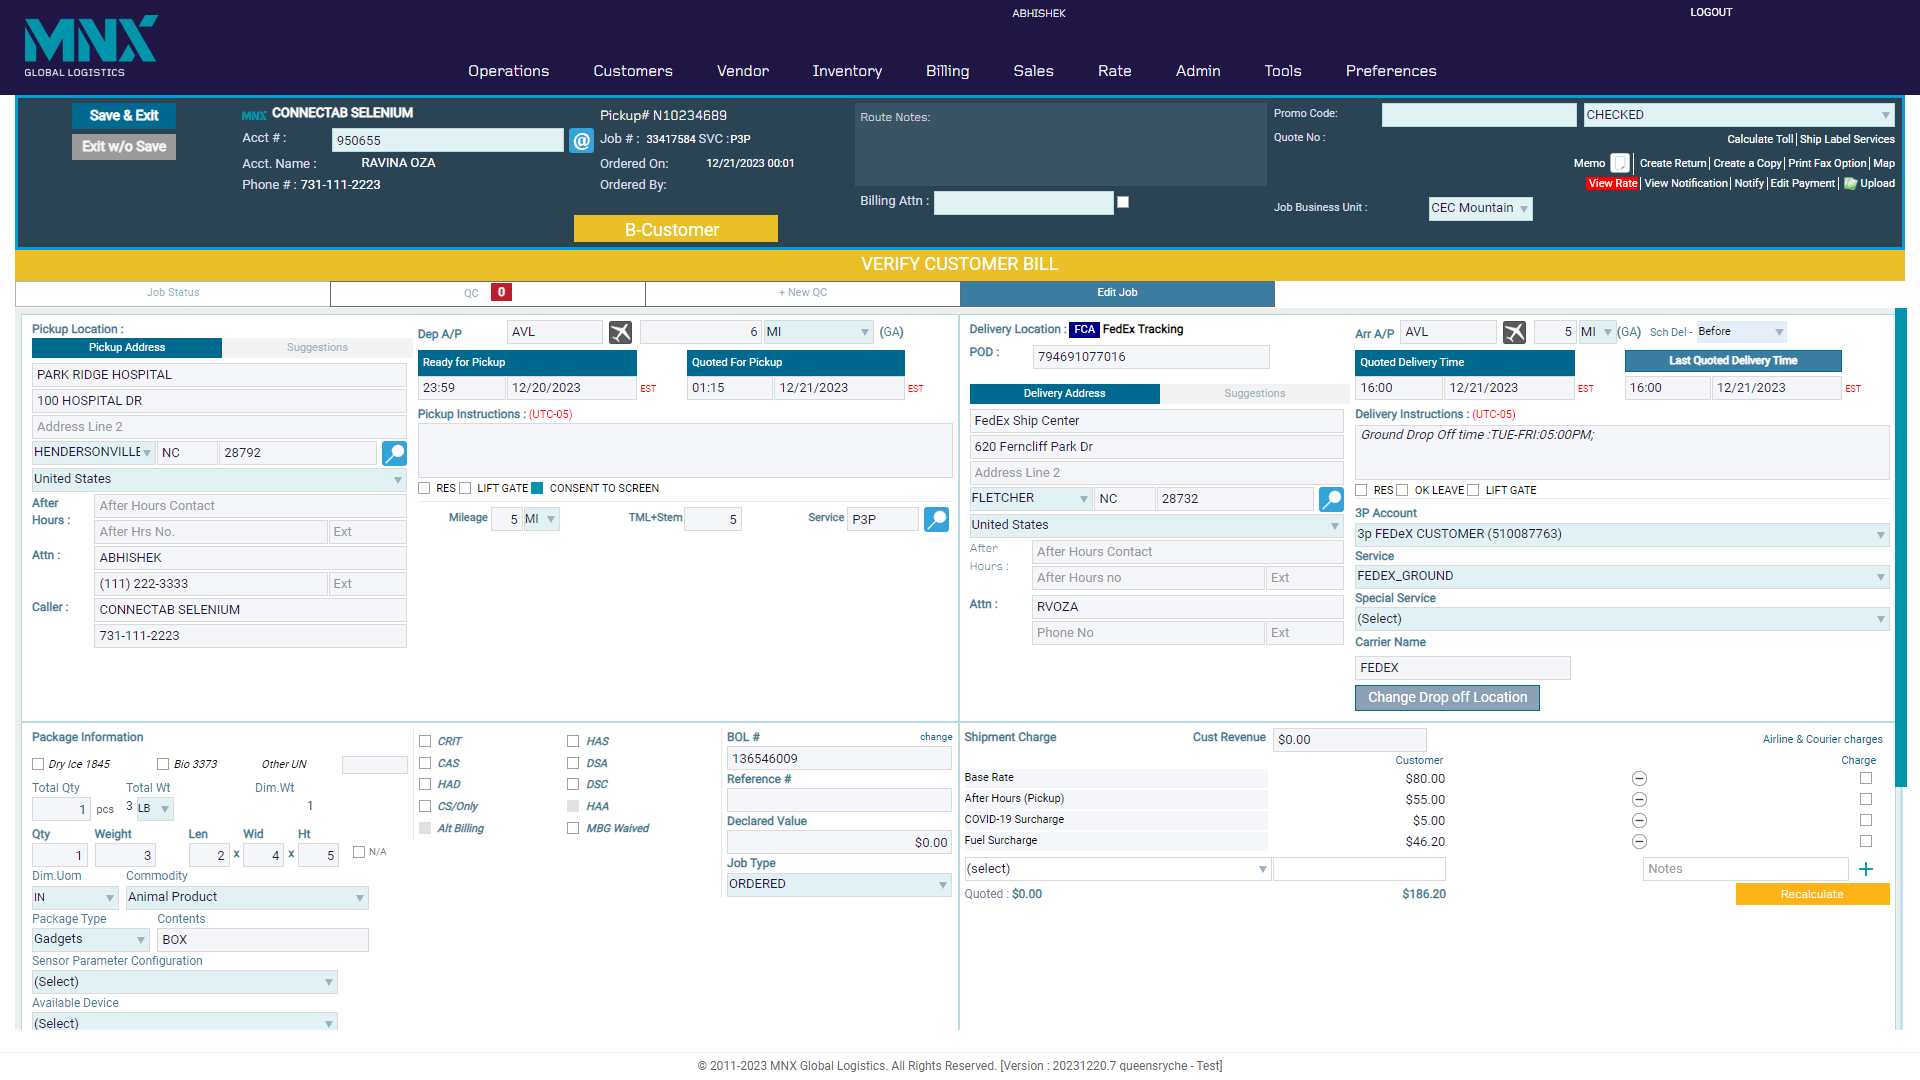 ABHISHEK
LOGOUT
MNX
GLOBAL LOGISTICS
Operations Customers Vendor Inventory Billing Sales Rate Admin Tools Preferences
Save & Exit
Exit w/o Save
MNX CONNECTAB SELENIUM
Acct # : 950655 @
Acct. Name : RAVINA OZA
Phone # : 731-111-2223
Pickup# N10234689
Job # : 33417584 SVC :P3P
Ordered On: 12/21/2023 00:01
Ordered By:
B-Customer
Route Notes:
Billing Attn :
Promo Code: CHECKED
Quote No :
Calculate Toll | Ship Label Services
Memo | Create Return | Create a Copy | Print Fax Option | Map
View Rate | View Notification | Notify | Edit Payment | Upload
Job Business Unit : CEC Mountain
VERIFY CUSTOMER BILL
Job Status QC 0 + New QC Edit Job
Pickup Location :
Pickup Address Suggestions
PARK RIDGE HOSPITAL
100 HOSPITAL DR
Address Line 2
HENDERSONVILLE NC 28792
United States
After Hours : After Hours Contact
After Hrs No. Ext
Attn : ABHISHEK
(111) 222-3333 Ext
Caller : CONNECTAB SELENIUM
731-111-2223
Dep A/P AVL 6 MI (GA)
Ready for Pickup Quoted For Pickup
23:59 12/20/2023 EST 01:15 12/21/2023 EST
Pickup Instructions : (UTC-05)
RES LIFT GATE CONSENT TO SCREEN
Mileage 5 MI TML+Stem 5 Service P3P
Delivery Location : FCA FedEx Tracking
POD : 794691077016
Delivery Address Suggestions
FedEx Ship Center
620 Ferncliff Park Dr
Address Line 2
FLETCHER NC 28732
United States
After Hours : After Hours Contact
After Hours no Ext
Attn : RVOZA
Phone No Ext
Arr A/P AVL 5 MI (GA) Sch Del - Before
Quoted Delivery Time Last Quoted Delivery Time
16:00 12/21/2023 EST 16:00 12/21/2023 EST
Delivery Instructions : (UTC-05)
Ground Drop Off time :TUE-FRI:05:00PM;
RES OK LEAVE LIFT GATE
3P Account
3p FEDeX CUSTOMER (510087763)
Service
FEDEX_GROUND
Special Service
(Select)
Carrier Name
FEDEX
Change Drop off Location
Package Information
Dry Ice 1845 Bio 3373 Other UN
Total Qty Total Wt Dim.Wt
1 pcs 3 LB 1
Qty Weight Len Wid Ht
1 3 2 x 4 x 5 N/A
Dim.Uom Commodity
IN Animal Product
Package Type Contents
Gadgets BOX
Sensor Parameter Configuration
(Select)
Available Device
(Select)
CRIT HAS
CAS DSA
HAD DSC
CS/Only HAA
Alt Billing MBG Waived
BOL # change
136546009
Reference #
Declared Value
$0.00
Job Type
ORDERED
Shipment Charge Cust Revenue $0.00 Airline & Courier charges
Customer Charge
Base Rate $80.00
After Hours (Pickup) $55.00
COVID-19 Surcharge $5.00
Fuel Surcharge $46.20
(select) Notes +
Quoted : $0.00 $186.20 Recalculate
© 2011-2023 MNX Global Logistics. All Rights Reserved. [Version : 20231220.7 queensryche - Test]